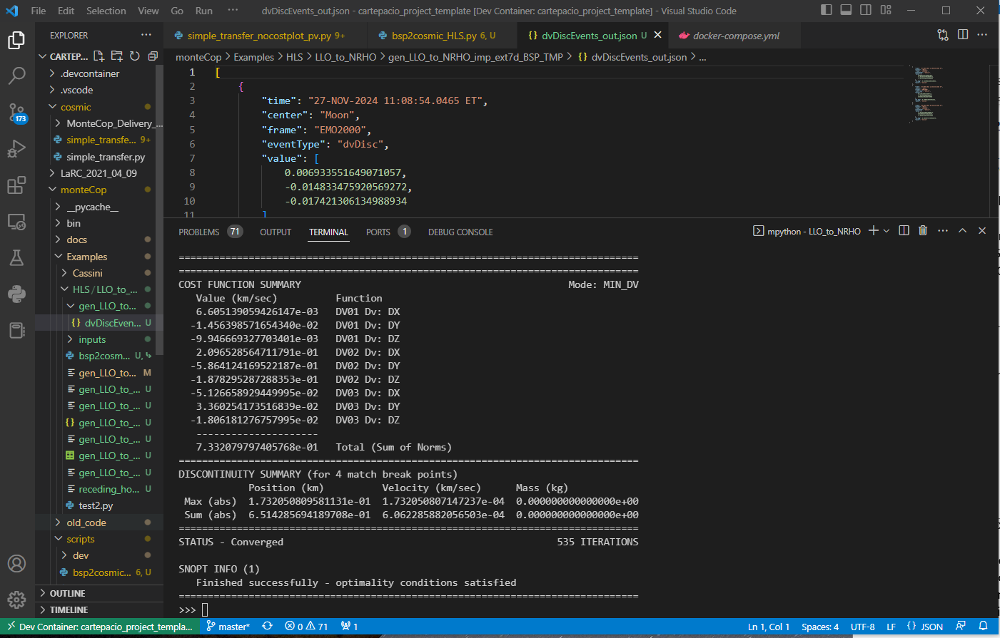 File Edit Selection View Go Run ··· dvDiscEvents_out.json - cartepacio_project_template [Dev Container: cartepacio_project_template] - Visual Studio Code
EXPLORER ···
simple_transfer_nocostplot_pv.py 9+
bsp2cosmic_HLS.py 6, U
{} dvDiscEvents_out.json U
docker-compose.yml
···
CARTEP...
monteCop > Examples > HLS > LLO_to_NRHO > gen_LLO_to_NRHO_imp_ext7d_BSP_TMP > {} dvDiscEvents_out.json > ...
.devcontainer
.vscode
cosmic
MonteCop_Delivery_...
simple_transfe... 9+
simple_transfer.py
LaRC_2021_04_09
monteCop
__pycache__
bin
docs
Examples
Cassini
HLS / LLO_to_...
gen_LLO_to...
{} dvDiscEven... U
inputs
bsp2cosm... U,
gen_LLO_to... M
gen_LLO_to-... U
gen_LLO_to-... U
{} gen_LLO_to-... U
gen_LLO_to-... U
gen_LLO_to-... U
gen_LLO_to-... U
receding_ho... U
test2.py
old_code
scripts
dev
bsp2cosmic... 6, U
OUTLINE
TIMELINE
173
1 [
2 {
3 "time": "27-NOV-2024 11:08:54.0465 ET",
4 "center": "Moon",
5 "frame": "EMO2000",
6 "eventType": "dvDisc",
7 "value": [
8 0.006933551649071057,
9 -0.014833475920569272,
10 -0.017421306134988934
11 ]
PROBLEMS 71 OUTPUT TERMINAL PORTS 1 DEBUG CONSOLE mpython - LLO_to_NRHO ···
===============================================================================
===============================================================================
COST FUNCTION SUMMARY Mode: MIN_DV
Value (km/sec) Function
6.605139059426147e-03 DV01 Dv: DX
-1.456398571654340e-02 DV01 Dv: DY
-9.946669327703401e-03 DV01 Dv: DZ
2.096528564711791e-01 DV02 Dv: DX
-5.864124169522187e-01 DV02 Dv: DY
-1.878295287288353e-01 DV02 Dv: DZ
-5.126658929449995e-02 DV03 Dv: DX
3.360254173516839e-02 DV03 Dv: DY
-1.806181276757995e-02 DV03 Dv: DZ
---------------------
7.332079797405768e-01 Total (Sum of Norms)
===============================================================================
DISCONTINUITY SUMMARY (for 4 match break points)
Position (km) Velocity (km/sec) Mass (kg)
Max (abs) 1.732050809581131e-01 1.732050807147237e-04 0.000000000000000e+00
Sum (abs) 6.514285694189708e-01 6.062285882056503e-04 0.000000000000000e+00
===============================================================================
STATUS - Converged 535 ITERATIONS
SNOPT INFO (1)
Finished successfully - optimality conditions satisfied
===============================================================================
>>>
Dev Container: cartepacio_project_templa... master* 0 71 1 Ln 1, Col 1 Spaces: 4 UTF-8 LF {} JSON